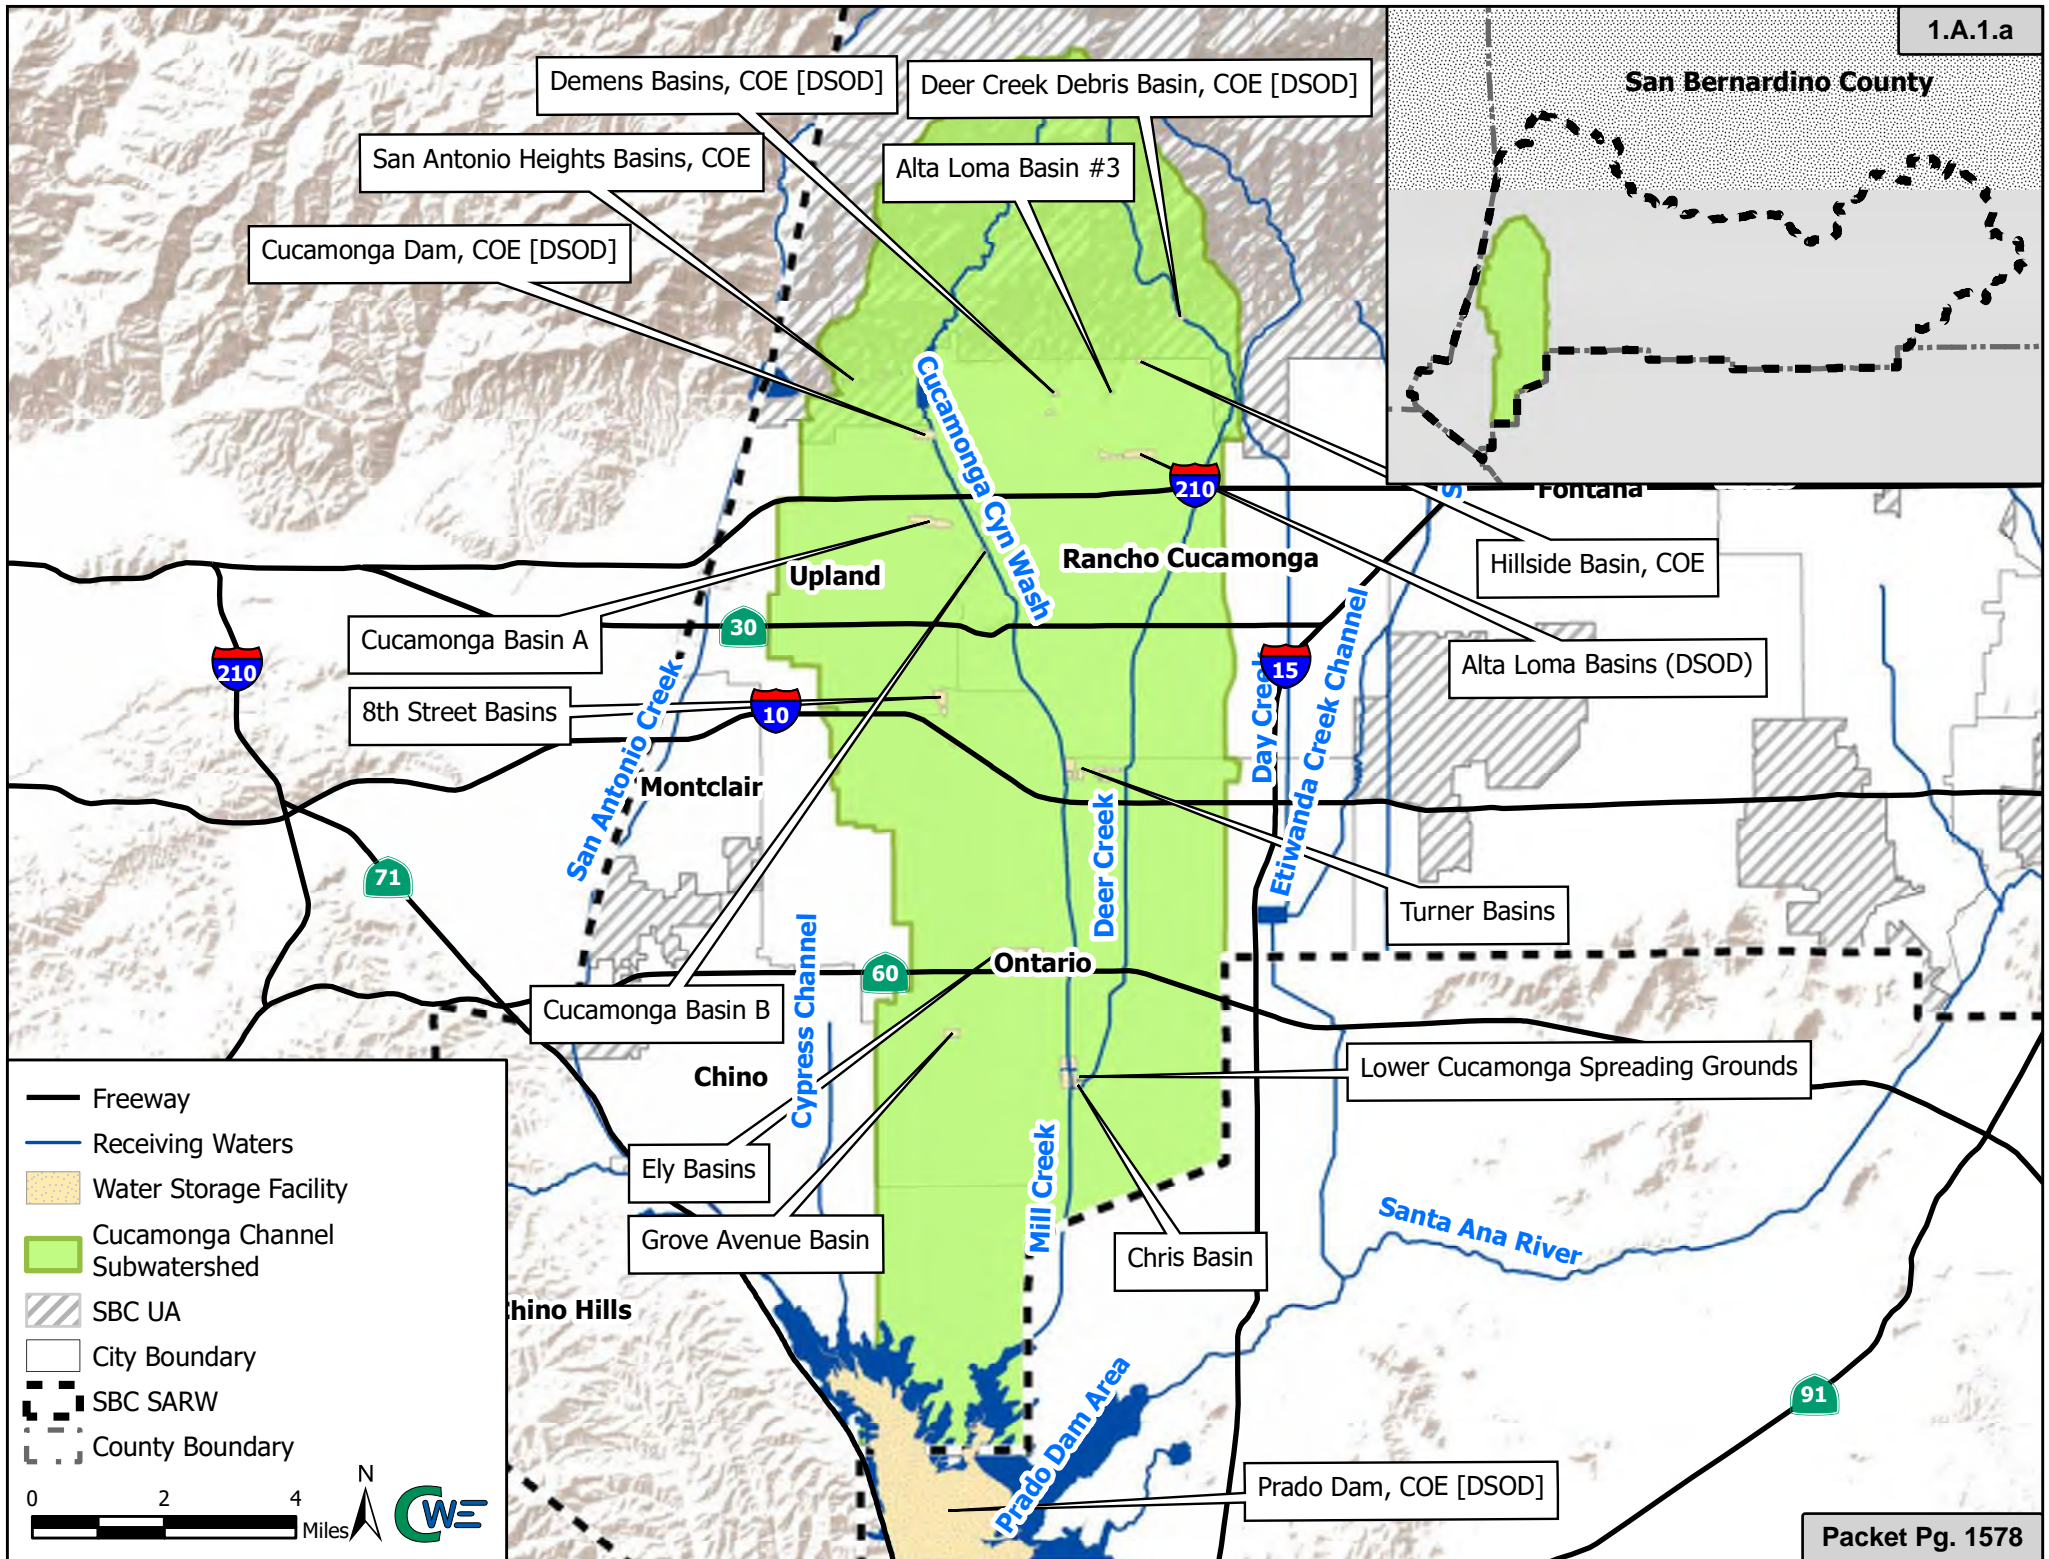 1.A.1.a
San Bernardino County
Demens Basins, COE [DSOD]
Deer Creek Debris Basin, COE [DSOD]
San Antonio Heights Basins, COE
Alta Loma Basin #3
Cucamonga Dam, COE [DSOD]
Cucamonga Cyn Wash
210
Fontana
S
Hillside Basin, COE
Rancho Cucamonga
Upland
Cucamonga Basin A
30
Alta Loma Basins (DSOD)
210
15
8th Street Basins
10
San Antonio Creek
Montclair
Day Creek
Etiwanda Creek Channel
Deer Creek
71
Turner Basins
Cypress Channel
60
Ontario
Cucamonga Basin B
Chino
Lower Cucamonga Spreading Grounds
Ely Basins
Mill Creek
Grove Avenue Basin
Chris Basin
Santa Ana River
Chino Hills
Prado Dam Area
91
Prado Dam, COE [DSOD]
Freeway
Receiving Waters
Water Storage Facility
Cucamonga Channel
Subwatershed
SBC UA
City Boundary
SBC SARW
County Boundary
0 2 4
Miles
N
CWE
Packet Pg. 1578